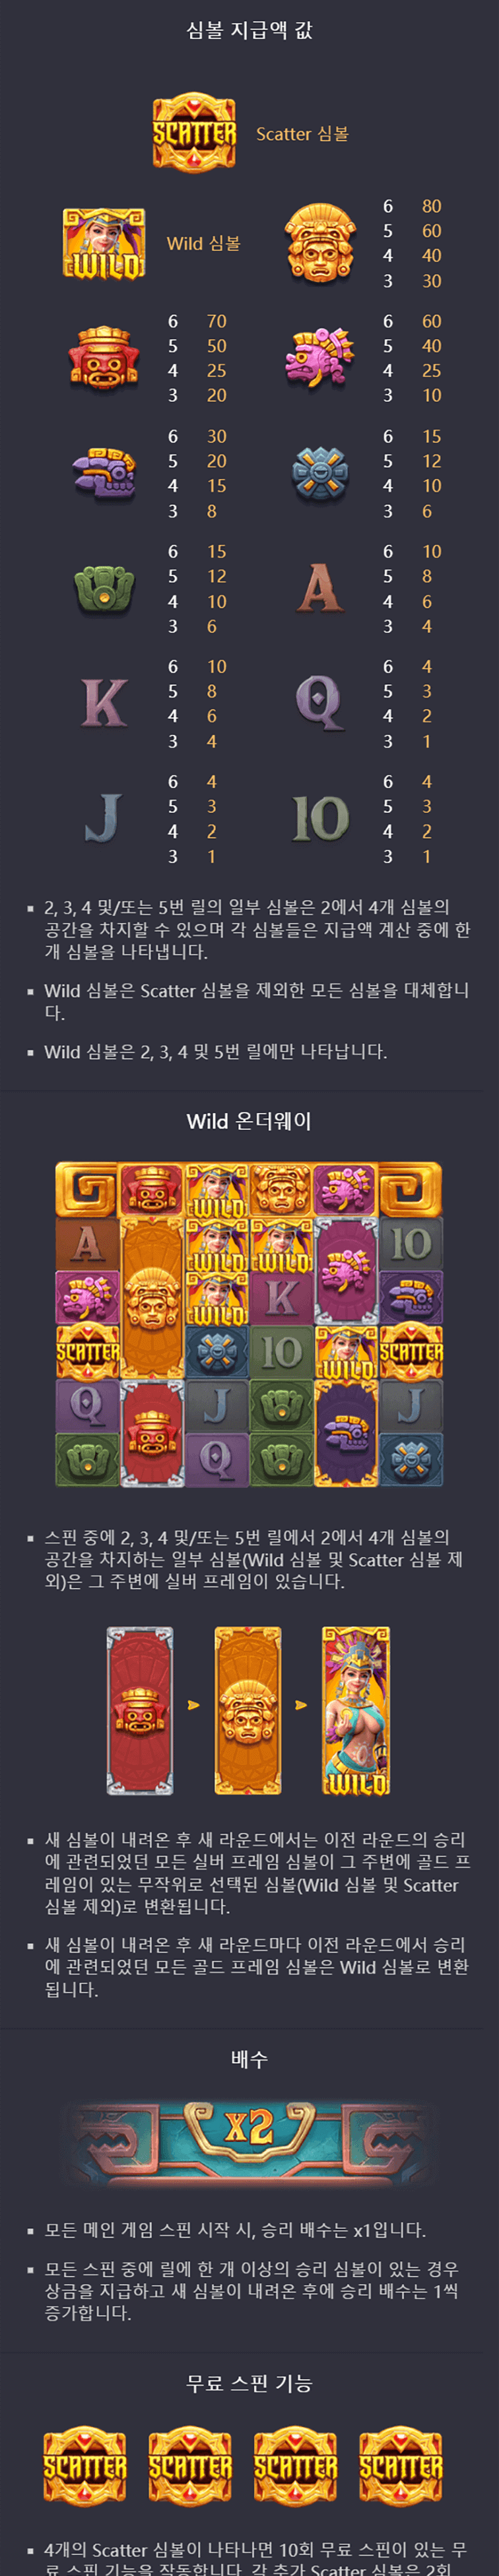 심볼 지급액 값
SCATTER Scatter 심볼
WILD Wild 심볼
6 80
5 60
4 40
3 30
6 70
5 50
4 25
3 20
6 60
5 40
4 25
3 10
6 30
5 20
4 15
3 8
6 15
5 12
4 10
3 6
6 15
5 12
4 10
3 6
A
6 10
5 8
4 6
3 4
K
6 10
5 8
4 6
3 4
Q
6 4
5 3
4 2
3 1
J
6 4
5 3
4 2
3 1
10
6 4
5 3
4 2
3 1
2, 3, 4 및/또는 5번 릴의 일부 심볼은 2에서 4개 심볼의
공간을 차지할 수 있으며 각 심볼들은 지급액 계산 중에 한
개 심볼을 나타냅니다.
Wild 심볼은 Scatter 심볼을 제외한 모든 심볼을 대체합니
다.
Wild 심볼은 2, 3, 4 및 5번 릴에만 나타납니다.
Wild 온더웨이
WILD
A WILD WILD 10
WILD K
SCATTER 10 WILD SCATTER
Q J J
Q
스핀 중에 2, 3, 4 및/또는 5번 릴에서 2에서 4개 심볼의
공간을 차지하는 일부 심볼(Wild 심볼 및 Scatter 심볼 제
외)은 그 주변에 실버 프레임이 있습니다.
WILD
새 심볼이 내려온 후 새 라운드에서는 이전 라운드의 승리
에 관련되었던 모든 실버 프레임 심볼이 그 주변에 골드 프
레임이 있는 무작위로 선택된 심볼(Wild 심볼 및 Scatter
심볼 제외)로 변환됩니다.
새 심볼이 내려온 후 새 라운드마다 이전 라운드에서 승리
에 관련되었던 모든 골드 프레임 심볼은 Wild 심볼로 변환
됩니다.
배수
x2
모든 메인 게임 스핀 시작 시, 승리 배수는 x1입니다.
모든 스핀 중에 릴에 한 개 이상의 승리 심볼이 있는 경우
상금을 지급하고 새 심볼이 내려온 후에 승리 배수는 1씩
증가합니다.
무료 스핀 기능
SCATTER SCATTER SCATTER SCATTER
4개의 Scatter 심볼이 나타나면 10회 무료 스핀이 있는 무
료 스핀 기능을 작동합니다. 각 추가 Scatter 심볼은 2회